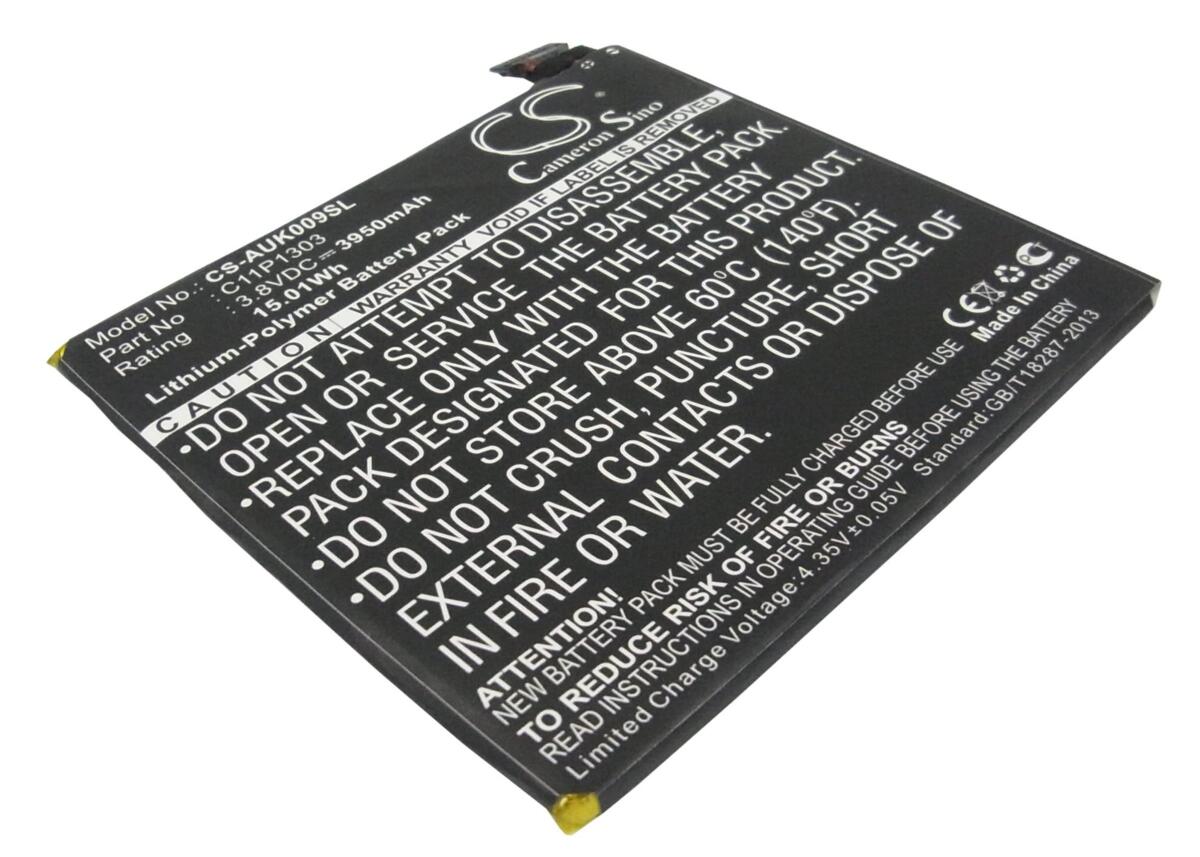 CS
Cameron Sino
Model No.: CS-AUK009SL
Part No : C11P1303
Rating : 3.8VDC 3950mAh
15.01Wh
Lithium-Polymer Battery Pack
CAUTION WARRANTY VOID IF LABEL IS REMOVED
•DO NOT ATTEMPT TO DISASSEMBLE,
OPEN OR SERVICE THE BATTERY PACK.
•REPLACE ONLY WITH THE BATTERY
PACK DESIGNATED FOR THIS PRODUCT.
•DO NOT STORE ABOVE 60°C (140°F).
•DO NOT CRUSH, PUNCTURE, SHORT
EXTERNAL CONTACTS OR DISPOSE OF
IN FIRE OR WATER.
CE
Made In China
ATTENTION!
NEW BATTERY PACK MUST BE FULLY CHARGED BEFORE USE
TO REDUCE RISK OF FIRE OR BURNS
READ INSTRUCTIONS IN OPERATING GUIDE BEFORE USING THE BATTERY
Limited Charge Voltage:4.35V±0.05V Standard:GB/T18287-2013